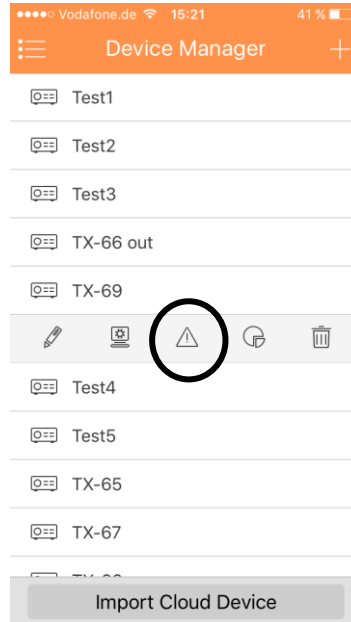 Vodafone.de 15:21 41 %
Device Manager
Test1
Test2
Test3
TX-66 out
TX-69
Test4
Test5
TX-65
TX-67
Import Cloud Device